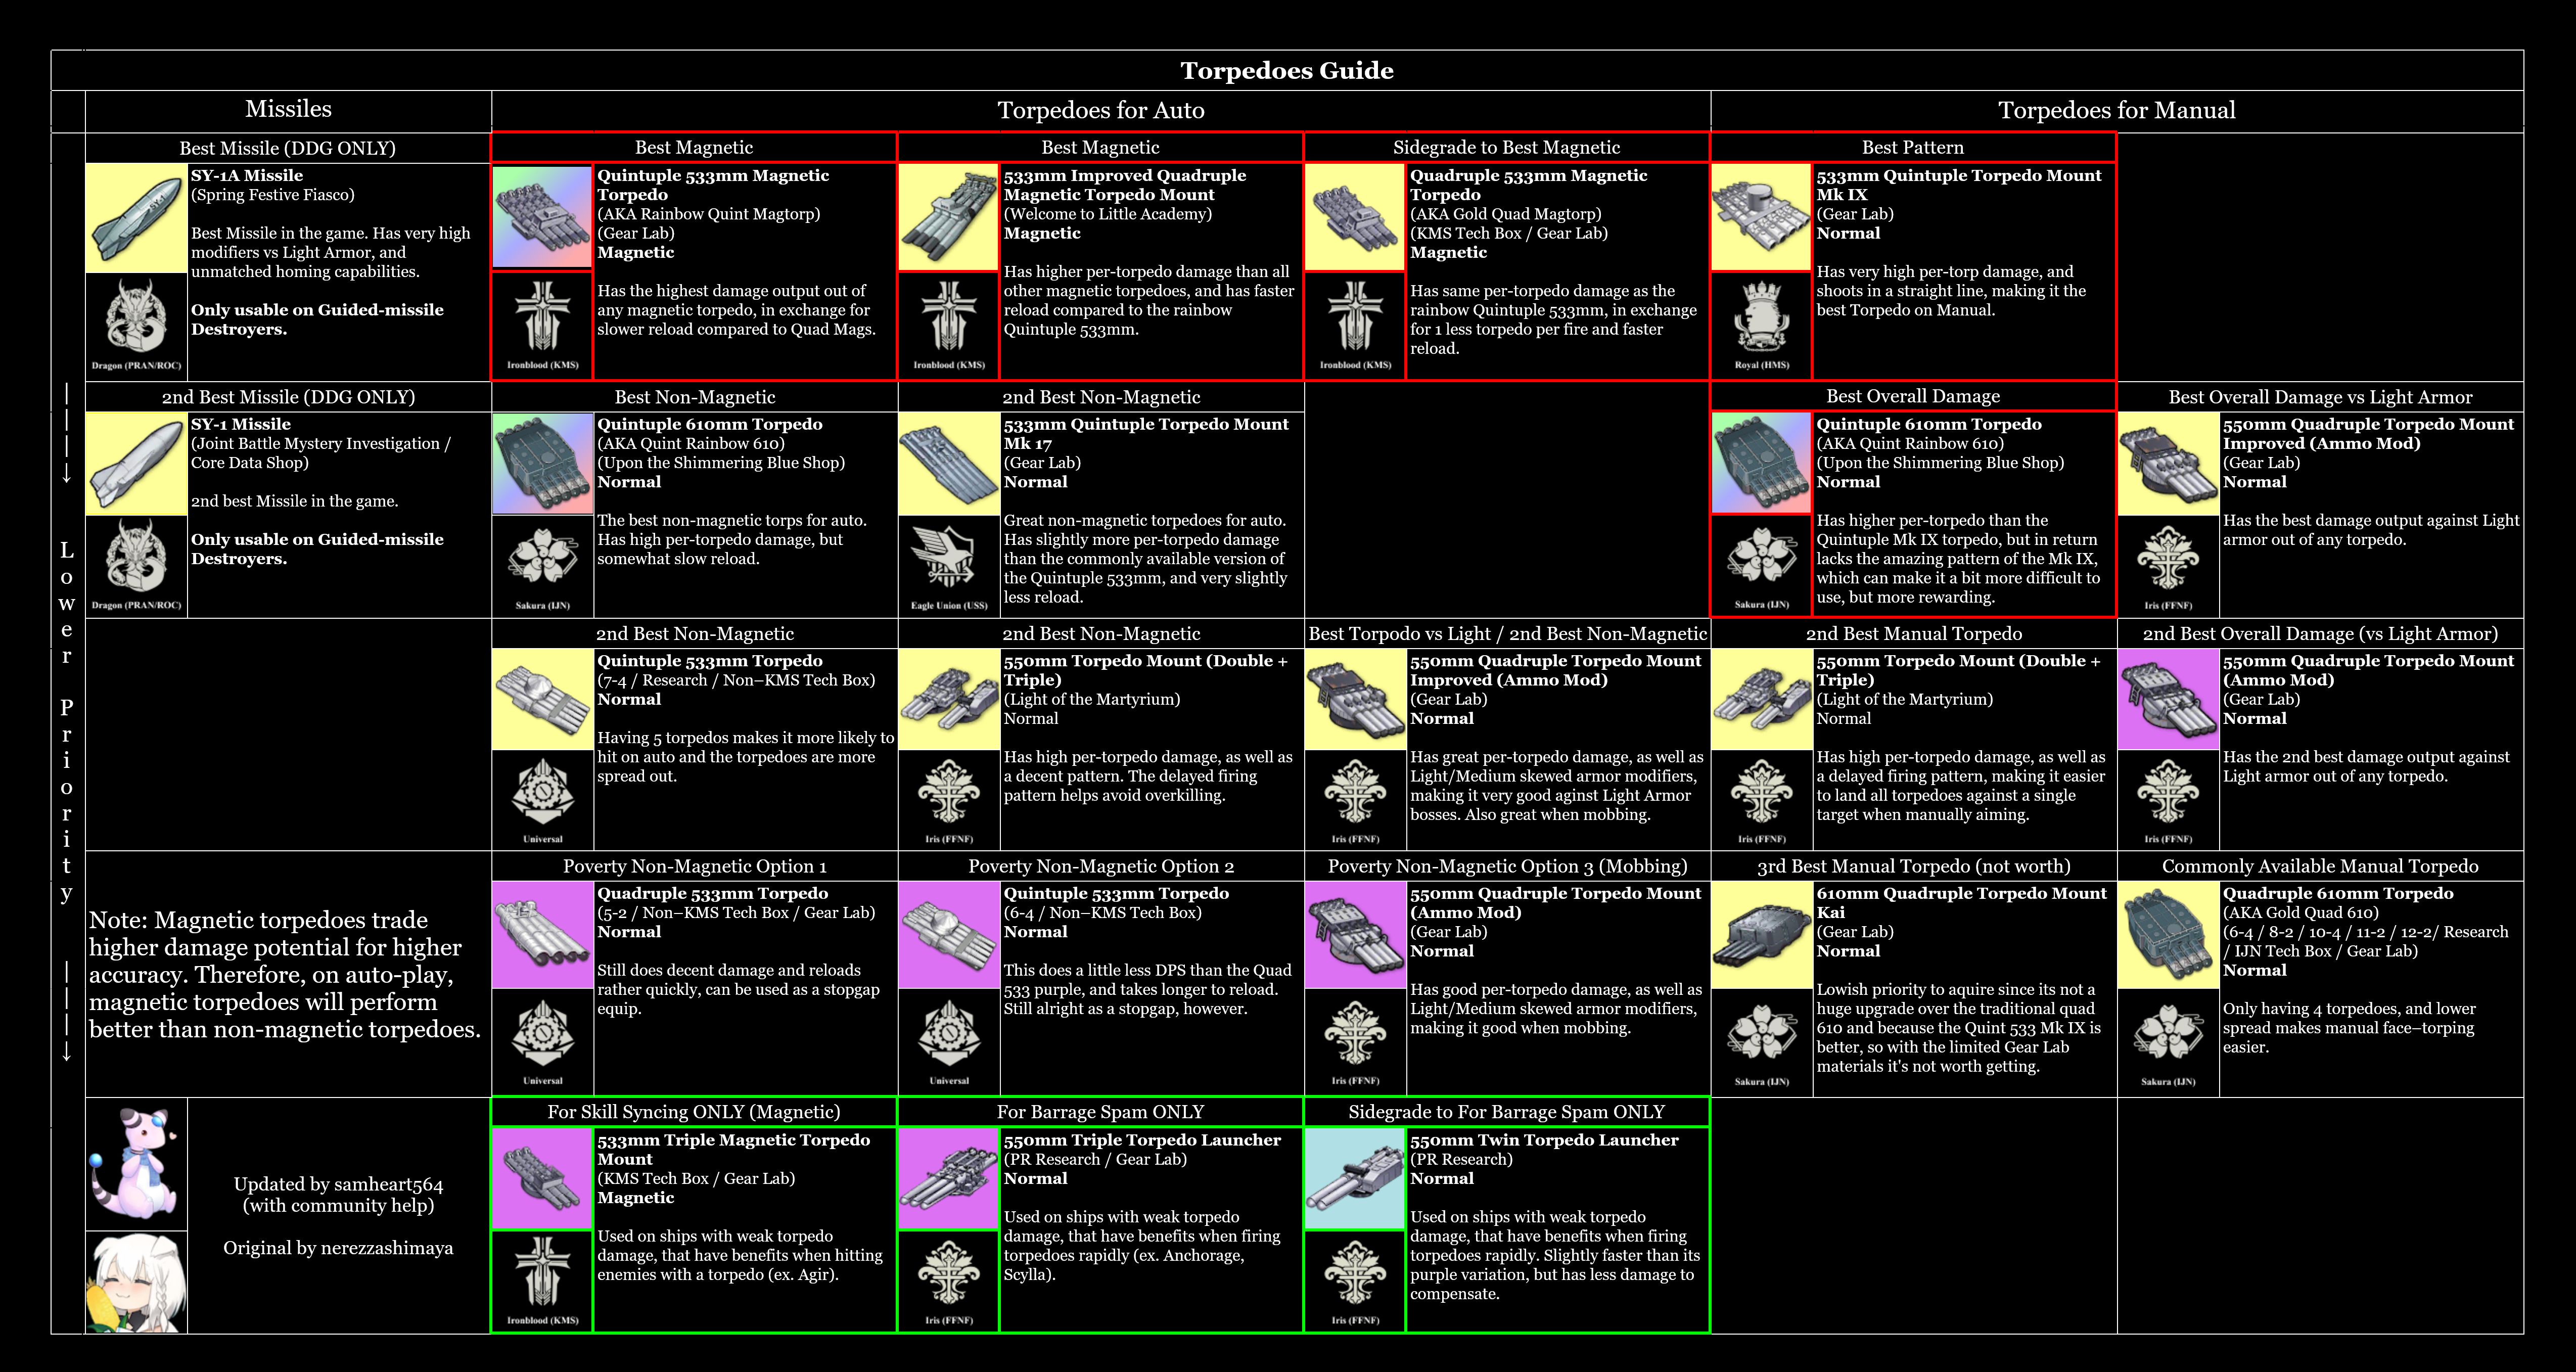 Torpedoes Guide
Missiles
Torpedoes for Auto
Torpedoes for Manual
Lower Priority
Best Missile (DDG ONLY)
SY-1A Missile
(Spring Festive Fiasco)
Best Missile in the game. Has very high
modifiers vs Light Armor, and
unmatched homing capabilities.
Only usable on Guided-missile
Destroyers.
SY-1
Dragon (PRAN/ROC)
Best Magnetic
Quintuple 533mm Magnetic
Torpedo
(AKA Rainbow Quint Magtorp)
(Gear Lab)
Magnetic
Has the highest damage output out of
any magnetic torpedo, in exchange for
slower reload compared to Quad Mags.
Ironblood (KMS)
Best Magnetic
533mm Improved Quadruple
Magnetic Torpedo Mount
(Welcome to Little Academy)
Magnetic
Has higher per-torpedo damage than all
other magnetic torpedoes, and has faster
reload compared to the rainbow
Quintuple 533mm.
Ironblood (KMS)
Sidegrade to Best Magnetic
Quadruple 533mm Magnetic
Torpedo
(AKA Gold Quad Magtorp)
(KMS Tech Box / Gear Lab)
Magnetic
Has same per-torpedo damage as the
rainbow Quintuple 533mm, in exchange
for 1 less torpedo per fire and faster
reload.
Ironblood (KMS)
Best Pattern
533mm Quintuple Torpedo Mount
Mk IX
(Gear Lab)
Normal
Has very high per-torp damage, and
shoots in a straight line, making it the
best Torpedo on Manual.
Royal (HMS)
2nd Best Missile (DDG ONLY)
SY-1 Missile
(Joint Battle Mystery Investigation /
Core Data Shop)
2nd best Missile in the game.
Only usable on Guided-missile
Destroyers.
Dragon (PRAN/ROC)
Best Non-Magnetic
Quintuple 610mm Torpedo
(AKA Quint Rainbow 610)
(Upon the Shimmering Blue Shop)
Normal
The best non-magnetic torps for auto.
Has high per-torpedo damage, but
somewhat slow reload.
Sakura (IJN)
2nd Best Non-Magnetic
533mm Quintuple Torpedo Mount
Mk 17
(Gear Lab)
Normal
Great non-magnetic torpedoes for auto.
Has slightly more per-torpedo damage
than the commonly available version of
the Quintuple 533mm, and very slightly
less reload.
Eagle Union (USS)
Best Overall Damage
Quintuple 610mm Torpedo
(AKA Quint Rainbow 610)
(Upon the Shimmering Blue Shop)
Normal
Has higher per-torpedo than the
Quintuple Mk IX torpedo, but in return
lacks the amazing pattern of the Mk IX,
which can make it a bit more difficult to
use, but more rewarding.
Sakura (IJN)
Best Overall Damage vs Light Armor
550mm Quadruple Torpedo Mount
Improved (Ammo Mod)
(Gear Lab)
Normal
Has the best damage output against Light
armor out of any torpedo.
Iris (FFNF)
2nd Best Non-Magnetic
Quintuple 533mm Torpedo
(7-4 / Research / Non–KMS Tech Box)
Normal
Having 5 torpedos makes it more likely to
hit on auto and the torpedoes are more
spread out.
Universal
2nd Best Non-Magnetic
550mm Torpedo Mount (Double +
Triple)
(Light of the Martyrium)
Normal
Has high per-torpedo damage, as well as
a decent pattern. The delayed firing
pattern helps avoid overkilling.
Iris (FFNF)
Best Torpodo vs Light / 2nd Best Non-Magnetic
550mm Quadruple Torpedo Mount
Improved (Ammo Mod)
(Gear Lab)
Normal
Has great per-torpedo damage, as well as
Light/Medium skewed armor modifiers,
making it very good aginst Light Armor
bosses. Also great when mobbing.
Iris (FFNF)
2nd Best Manual Torpedo
550mm Torpedo Mount (Double +
Triple)
(Light of the Martyrium)
Normal
Has high per-torpedo damage, as well as
a delayed firing pattern, making it easier
to land all torpedoes against a single
target when manually aiming.
Iris (FFNF)
2nd Best Overall Damage (vs Light Armor)
550mm Quadruple Torpedo Mount
(Ammo Mod)
(Gear Lab)
Normal
Has the 2nd best damage output against
Light armor out of any torpedo.
Iris (FFNF)
Note: Magnetic torpedoes trade
higher damage potential for higher
accuracy. Therefore, on auto-play,
magnetic torpedoes will perform
better than non-magnetic torpedoes.
Poverty Non-Magnetic Option 1
Quadruple 533mm Torpedo
(5-2 / Non–KMS Tech Box / Gear Lab)
Normal
Still does decent damage and reloads
rather quickly, can be used as a stopgap
equip.
Universal
Poverty Non-Magnetic Option 2
Quintuple 533mm Torpedo
(6-4 / Non–KMS Tech Box)
Normal
This does a little less DPS than the Quad
533 purple, and takes longer to reload.
Still alright as a stopgap, however.
Universal
Poverty Non-Magnetic Option 3 (Mobbing)
550mm Quadruple Torpedo Mount
(Ammo Mod)
(Gear Lab)
Normal
Has good per-torpedo damage, as well as
Light/Medium skewed armor modifiers,
making it good when mobbing.
Iris (FFNF)
3rd Best Manual Torpedo (not worth)
610mm Quadruple Torpedo Mount
Kai
(Gear Lab)
Normal
Lowish priority to aquire since its not a
huge upgrade over the traditional quad
610 and because the Quint 533 Mk IX is
better, so with the limited Gear Lab
materials it's not worth getting.
Sakura (IJN)
Commonly Available Manual Torpedo
Quadruple 610mm Torpedo
(AKA Gold Quad 610)
(6-4 / 8-2 / 10-4 / 11-2 / 12-2/ Research
/ IJN Tech Box / Gear Lab)
Normal
Only having 4 torpedoes, and lower
spread makes manual face–torping
easier.
Sakura (IJN)
Updated by samheart564
(with community help)
Original by nerezzashimaya
For Skill Syncing ONLY (Magnetic)
533mm Triple Magnetic Torpedo
Mount
(KMS Tech Box / Gear Lab)
Magnetic
Used on ships with weak torpedo
damage, that have benefits when hitting
enemies with a torpedo (ex. Agir).
Ironblood (KMS)
For Barrage Spam ONLY
550mm Triple Torpedo Launcher
(PR Research / Gear Lab)
Normal
Used on ships with weak torpedo
damage, that have benefits when firing
torpedoes rapidly (ex. Anchorage,
Scylla).
Iris (FFNF)
Sidegrade to For Barrage Spam ONLY
550mm Twin Torpedo Launcher
(PR Research)
Normal
Used on ships with weak torpedo
damage, that have benefits when firing
torpedoes rapidly. Slightly faster than its
purple variation, but has less damage to
compensate.
Iris (FFNF)